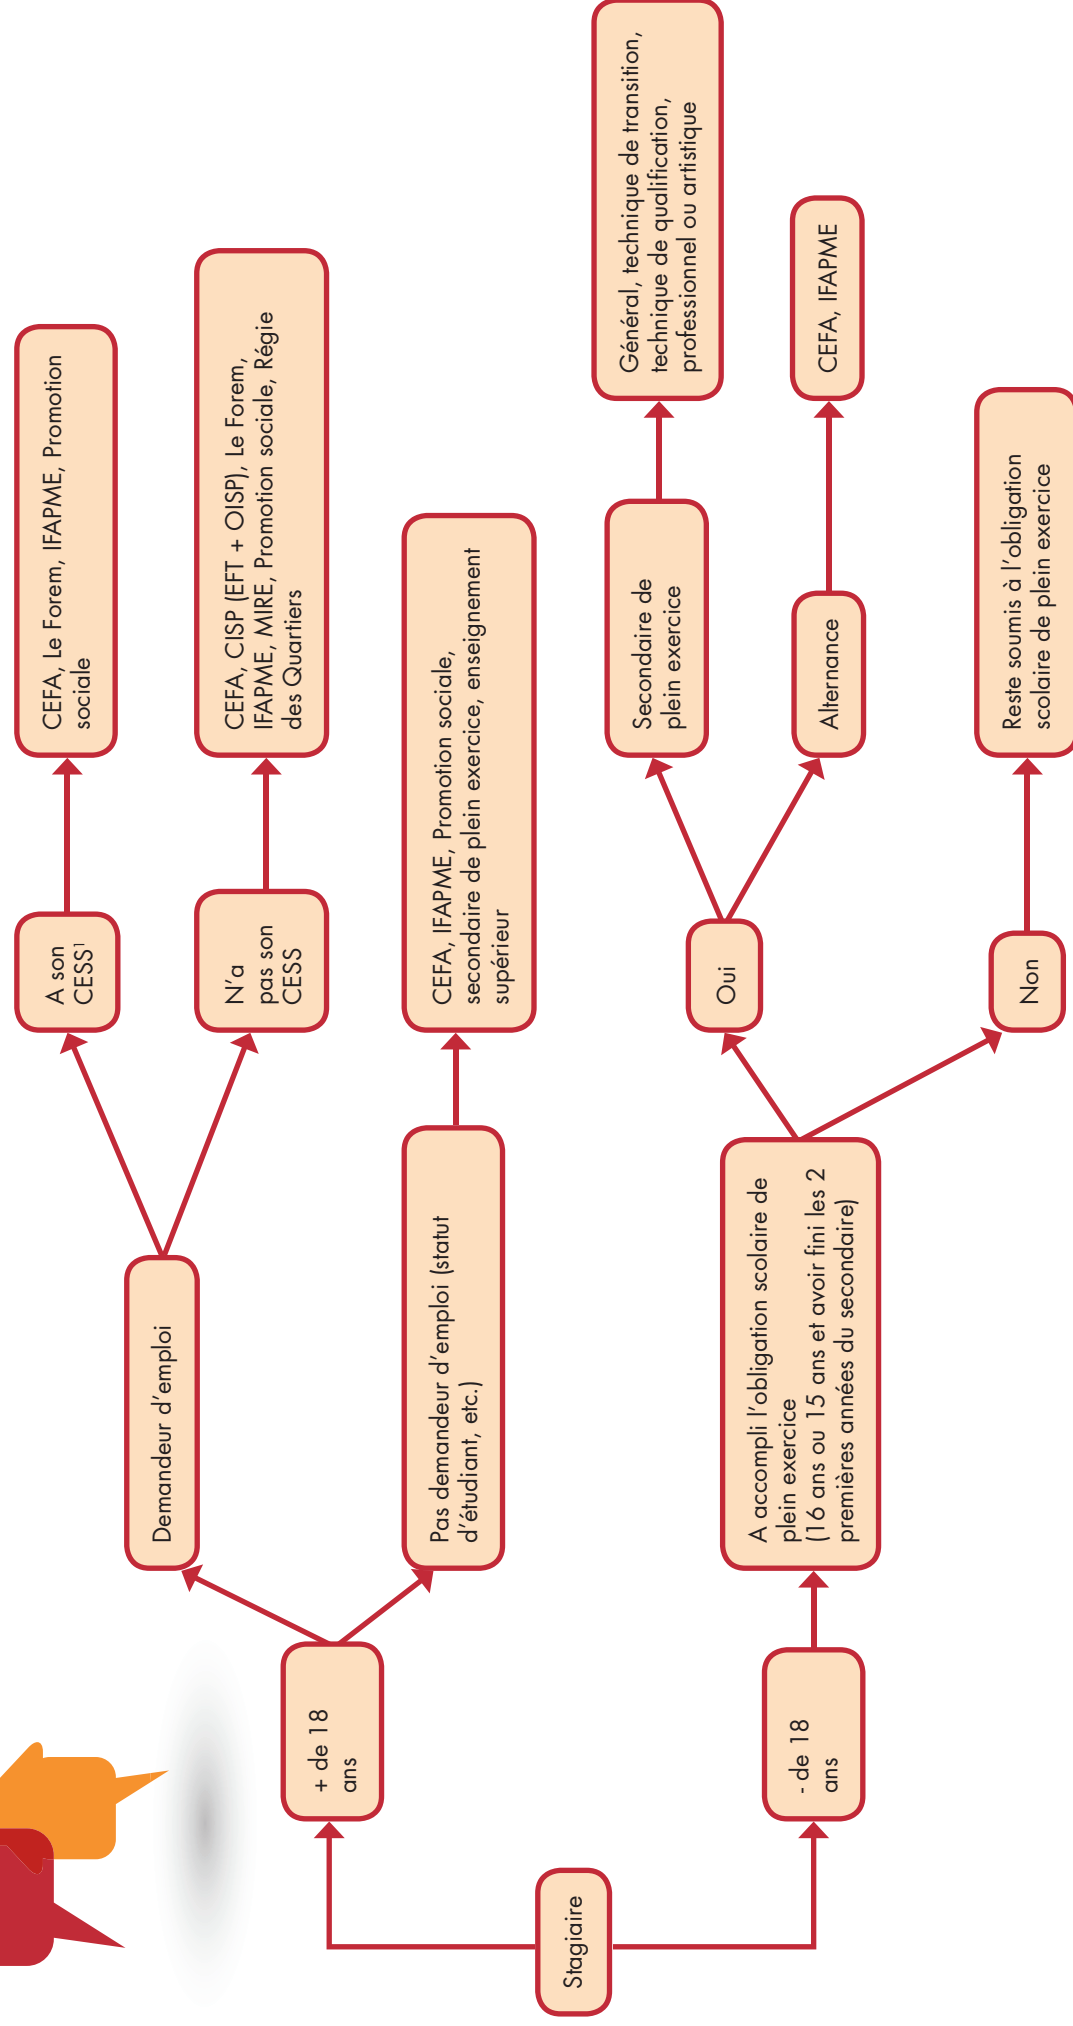 Stagiaire
+ de 18
ans
Demandeur d'emploi
A son
CESS¹
CEFA, Le Forem, IFAPME, Promotion
sociale
N'a
pas son
CESS
CEFA, CISP (EFT + OISP), Le Forem,
IFAPME, MIRE, Promotion sociale, Régie
des Quartiers
Pas demandeur d'emploi (statut
d'étudiant, etc.)
CEFA, IFAPME, Promotion sociale,
secondaire de plein exercice, enseignement
supérieur
- de 18
ans
A accompli l'obligation scolaire de
plein exercice
(16 ans ou 15 ans et avoir fini les 2
premières années du secondaire)
Oui
Secondaire de
plein exercice
Général, technique de transition,
technique de qualification,
professionnel ou artistique
Alternance
CEFA, IFAPME
Non
Reste soumis à l'obligation
scolaire de plein exercice